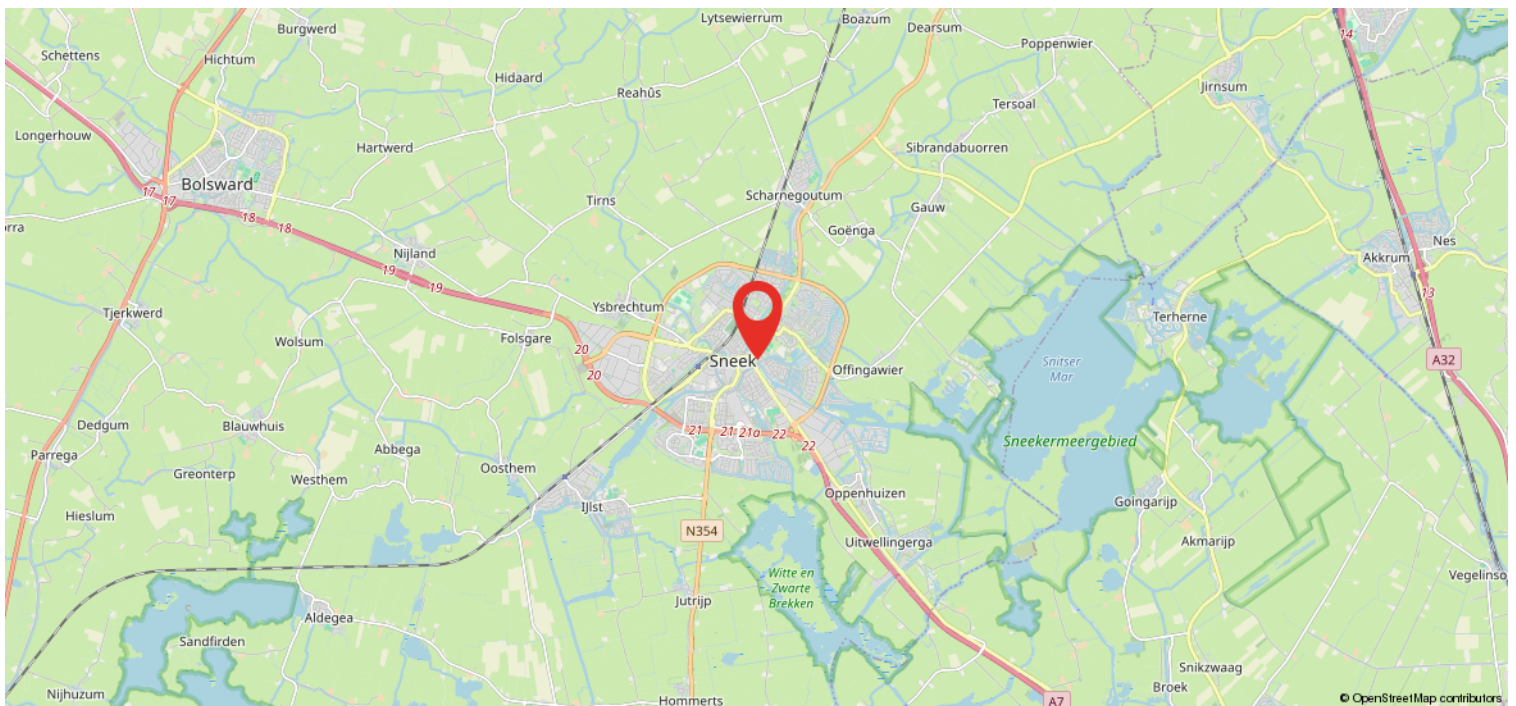 Lytsewierrum
Boazum
Dearsum
Burgwerd
Poppenwier
14
Schettens
Hichtum
Hidaard
Jirnsum
Reahûs
Tersoal
Longerhouw
Hartwerd
Sibrandabuorren
Bolsward
17
17
18
18
Scharnegoutum
Tirns
Gauw
orra
Goënga
Nes
Nijland
Akkrum
19
19
13
Ysbrechtum
Tjerkwerd
Terherne
Wolsum
Folsgare
20
20
Sneek
Offingawier
Snitser
Mar
A32
Dedgum
Blauwhuis
21
21
21a
22
22
Sneekermeergebied
Abbega
Parrega
Greonterp
Westhem
Oosthem
Oppenhuizen
IJlst
Goingarijp
Hieslum
N354
Uitwellingerga
Akmarijp
Witte en
Zwarte
Brekken
Vegelinso
Jutrijp
Aldegea
Sandfirden
Snikzwaag
Nijhuzum
Hommerts
A7
Broek
© OpenStreetMap contributors